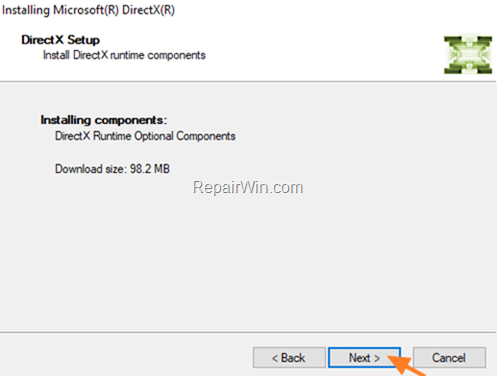 Installing Microsoft(R) DirectX(R)
DirectX Setup
Install DirectX runtime components
Installing components:
DirectX Runtime Optional Components
Download size: 98.2 MB
RepairWin.com
< Back
Next >
Cancel